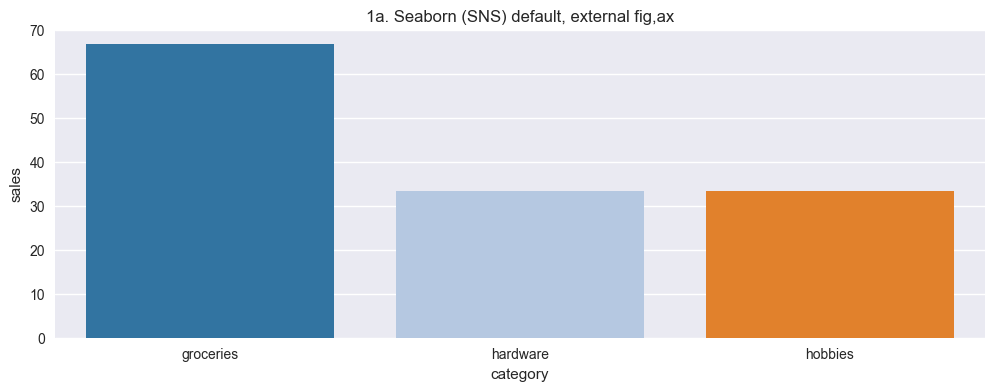 1a. Seaborn (SNS) default, external fig,ax
70
60
50
40
30
20
10
0
sales
groceries
hardware
hobbies
category